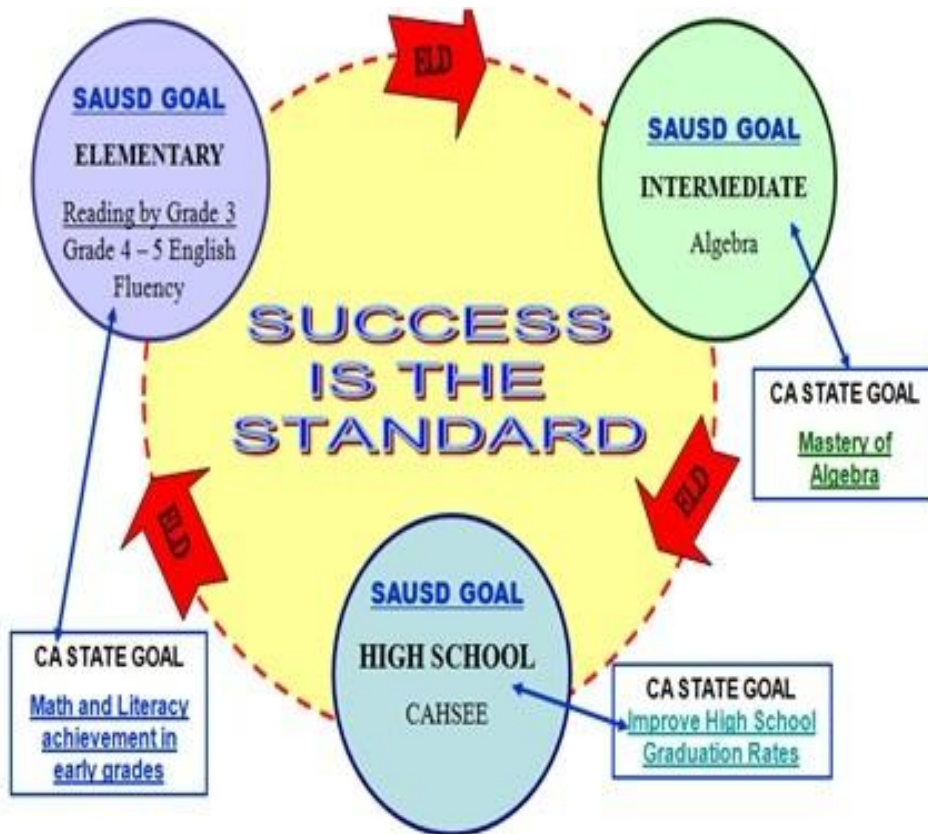 ELD
SAUSD GOAL
ELEMENTARY
Reading by Grade 3
Grade 4 – 5 English
Fluency
SAUSD GOAL
INTERMEDIATE
Algebra
SUCCESS
IS THE
STANDARD
CA STATE GOAL
Mastery of
Algebra
ELD
ELD
SAUSD GOAL
HIGH SCHOOL
CAHSEE
CA STATE GOAL
Math and Literacy
achievement in
early grades
CA STATE GOAL
Improve High School
Graduation Rates